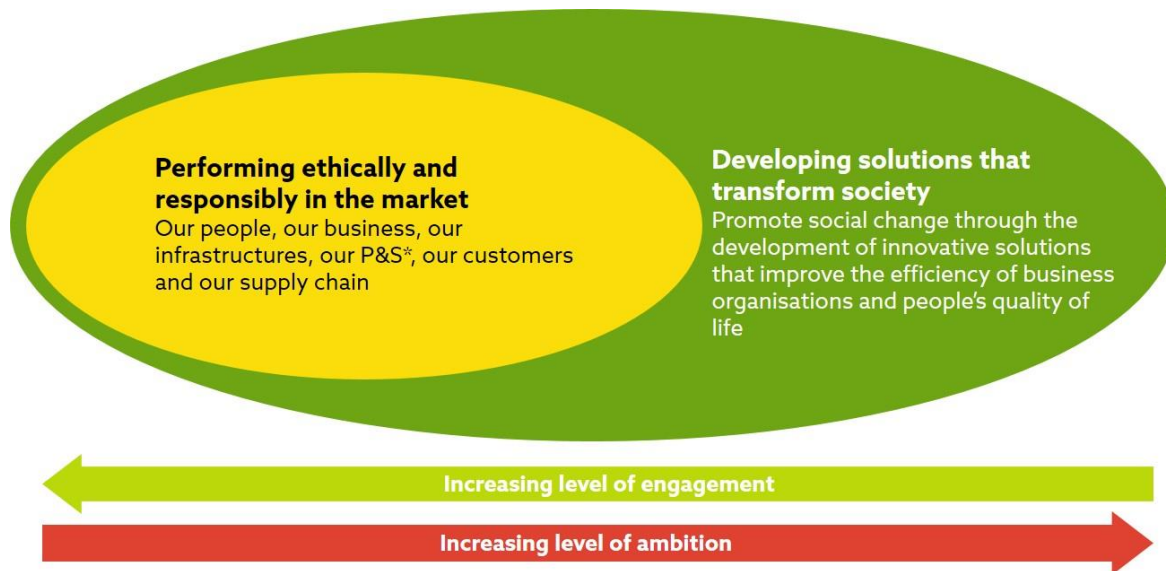 Performing ethically and
responsibly in the market
Our people, our business, our
infrastructures, our P&S*, our customers
and our supply chain
Developing solutions that
transform society
Promote social change through the
development of innovative solutions
that improve the efficiency of business
organisations and people's quality of
life
Increasing level of engagement
Increasing level of ambition